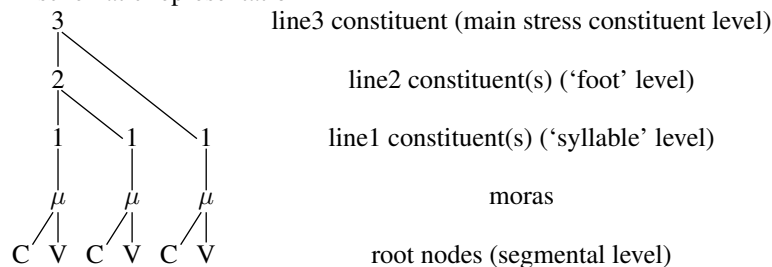 3 line3 constituent (main stress constituent level)
2 line2 constituent(s) (‘foot’ level)
1 1 1 line1 constituent(s) (‘syllable’ level)
μ μ μ moras
C V C V C V root nodes (segmental level)